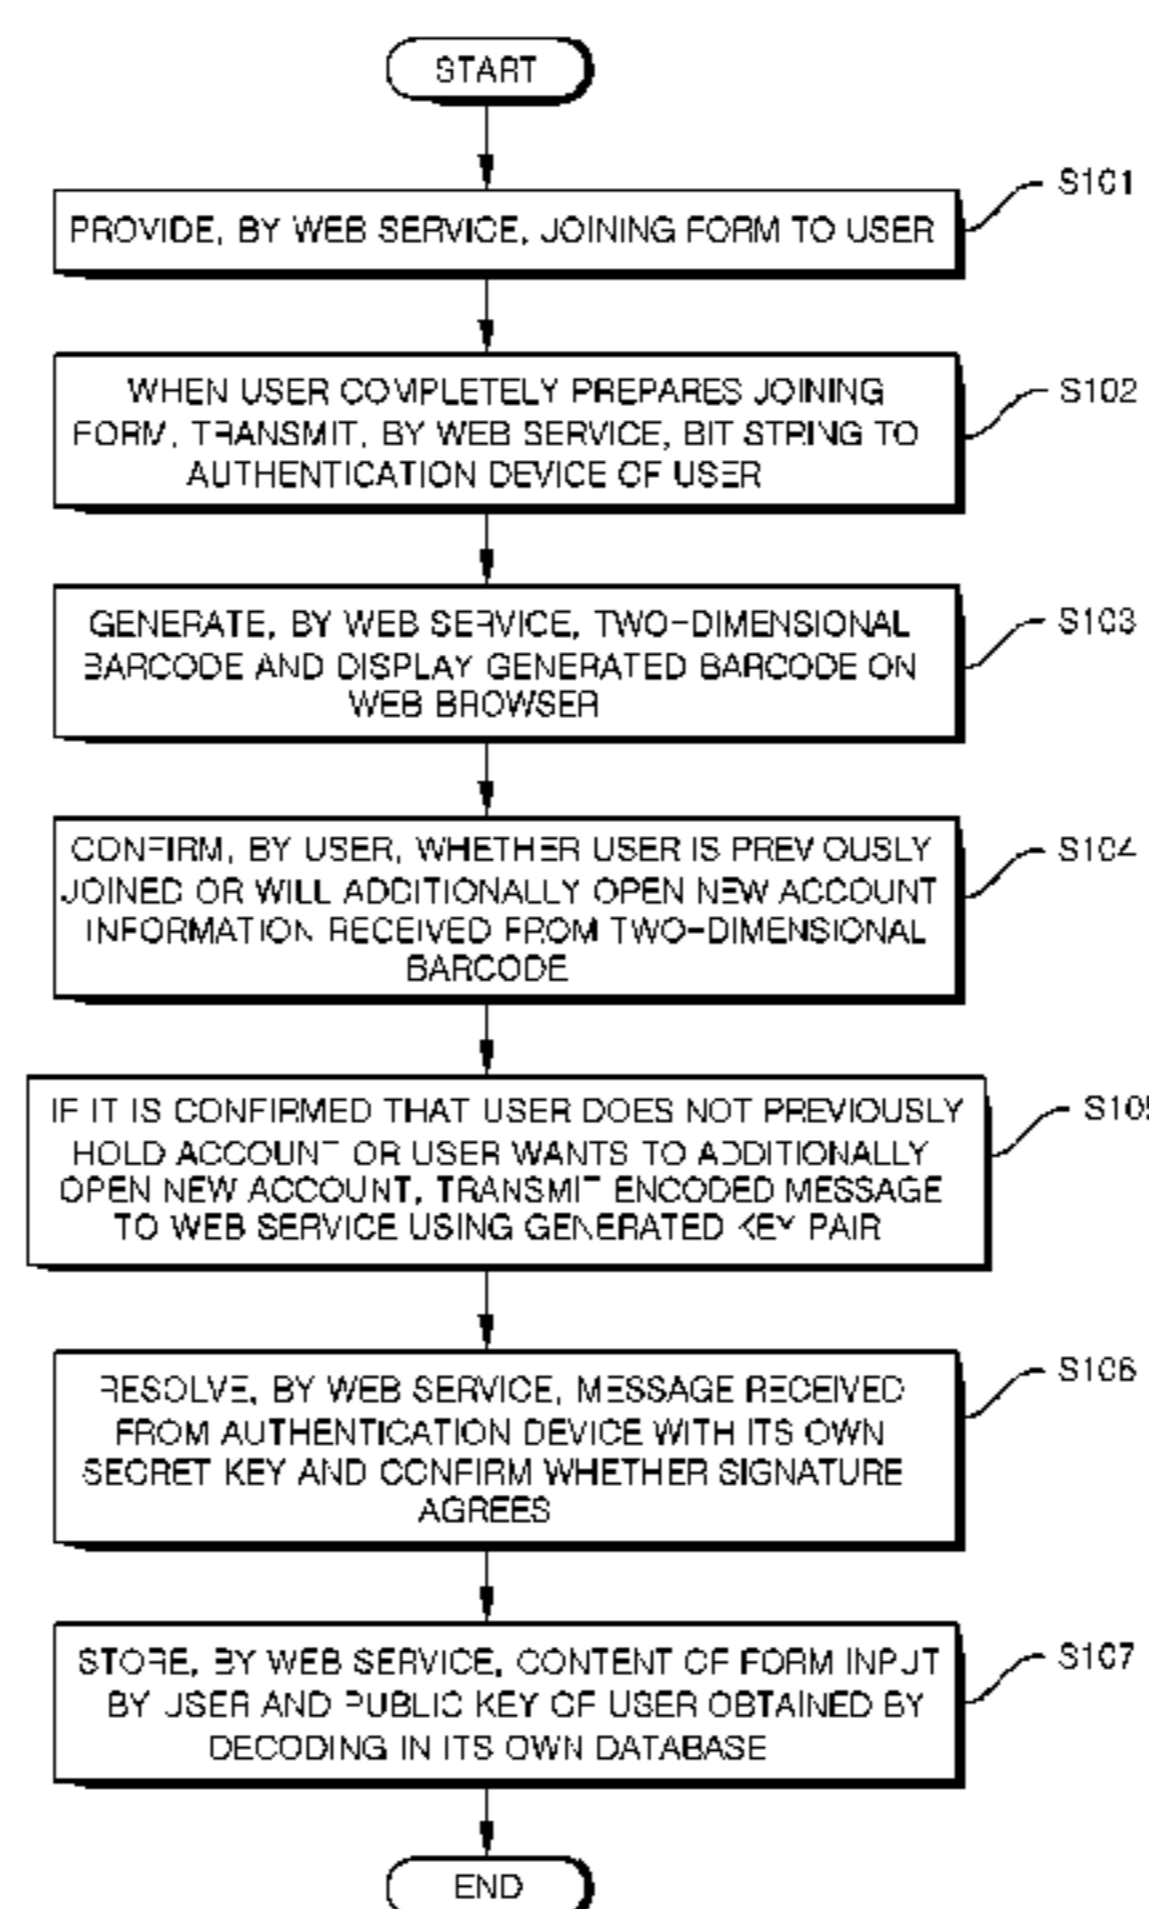 START
S101
PROVIDE, BY WEB SERVICE, JOINING FORM TO USER
S102
WHEN USER COMPLETELY PREPARES JOINING
FORM, TRANSMIT, BY WEB SERVICE, BIT STRING TO
AUTHENTICATION DEVICE OF USER
S103
GENERATE, BY WEB SERVICE, TWO-DIMENSIONAL
BARCODE AND DISPLAY GENERATED BARCODE ON
WEB BROWSER
S104
CONFIRM, BY USER, WHETHER USER IS PREVIOUSLY
JOINED OR WILL ADDITIONALLY OPEN NEW ACCOUNT
INFORMATION RECEIVED FROM TWO-DIMENSIONAL
BARCODE
S105
IF IT IS CONFIRMED THAT USER DOES NOT PREVIOUSLY
HOLD ACCOUNT OR USER WANTS TO ADDITIONALLY
OPEN NEW ACCOUNT, TRANSMIT ENCODED MESSAGE
TO WEB SERVICE USING GENERATED KEY PAIR
S106
RESOLVE, BY WEB SERVICE, MESSAGE RECEIVED
FROM AUTHENTICATION DEVICE WITH ITS OWN
SECRET KEY AND CONFIRM WHETHER SIGNATURE
AGREES
S107
STORE, BY WEB SERVICE, CONTENT OF FORM INPUT
BY USER AND PUBLIC KEY OF USER OBTAINED BY
DECODING IN ITS OWN DATABASE
END